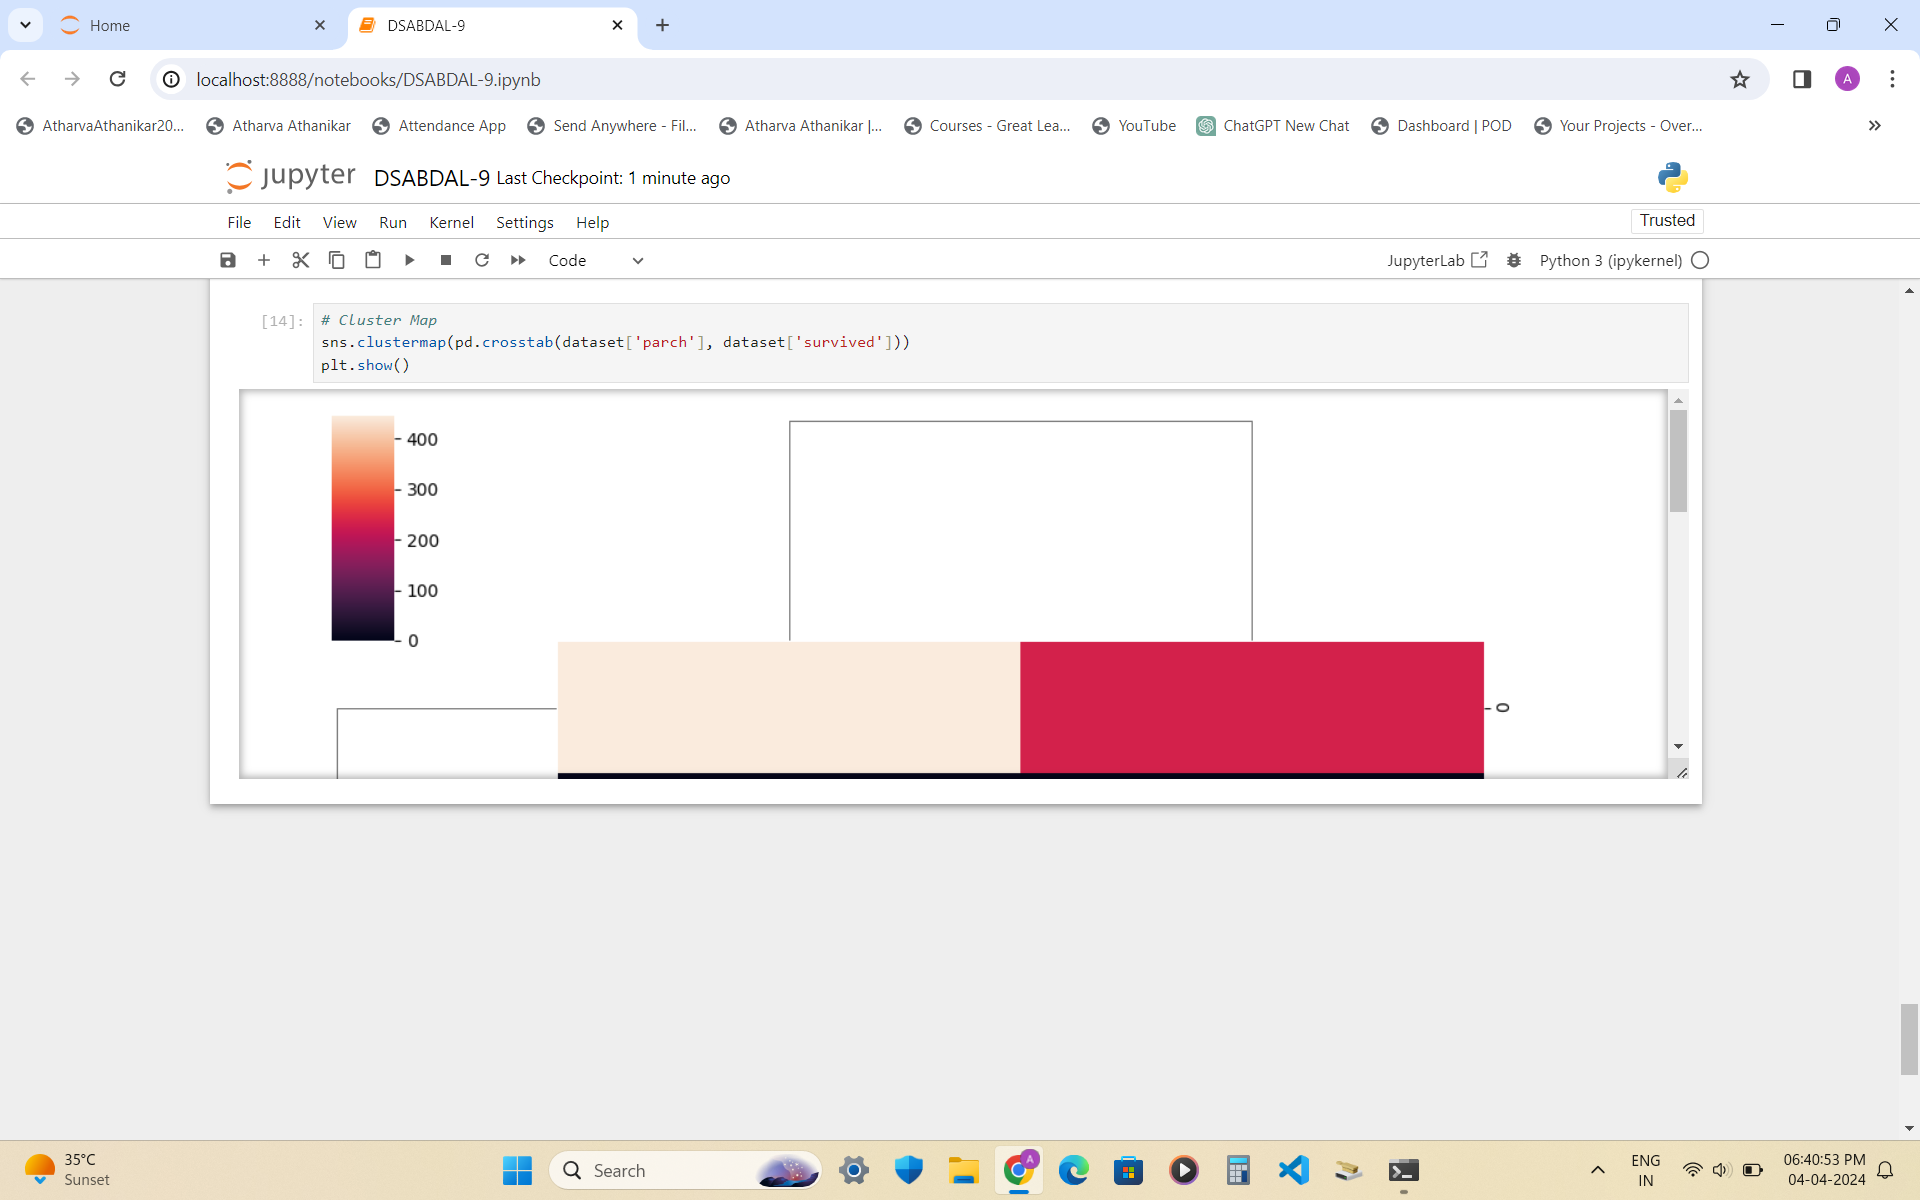 Home
DSABDAL-9
localhost:8888/notebooks/DSABDAL-9.ipynb
A
AtharvaAthanikar20...
Atharva Athanikar
Attendance App
Send Anywhere - Fil...
Atharva Athanikar |...
Courses - Great Lea...
YouTube
ChatGPT New Chat
Dashboard | POD
Your Projects - Over...
jupyter
DSABDAL-9 Last Checkpoint: 1 minute ago
File Edit View Run Kernel Settings Help
Trusted
Code
JupyterLab
Python 3 (ipykernel)
[14]:
# Cluster Map
sns.clustermap(pd.crosstab(dataset['parch'], dataset['survived']))
plt.show()
400
300
200
100
0
0
35°C
Sunset
Search
A
ENG
IN
06:40:53 PM
04-04-2024